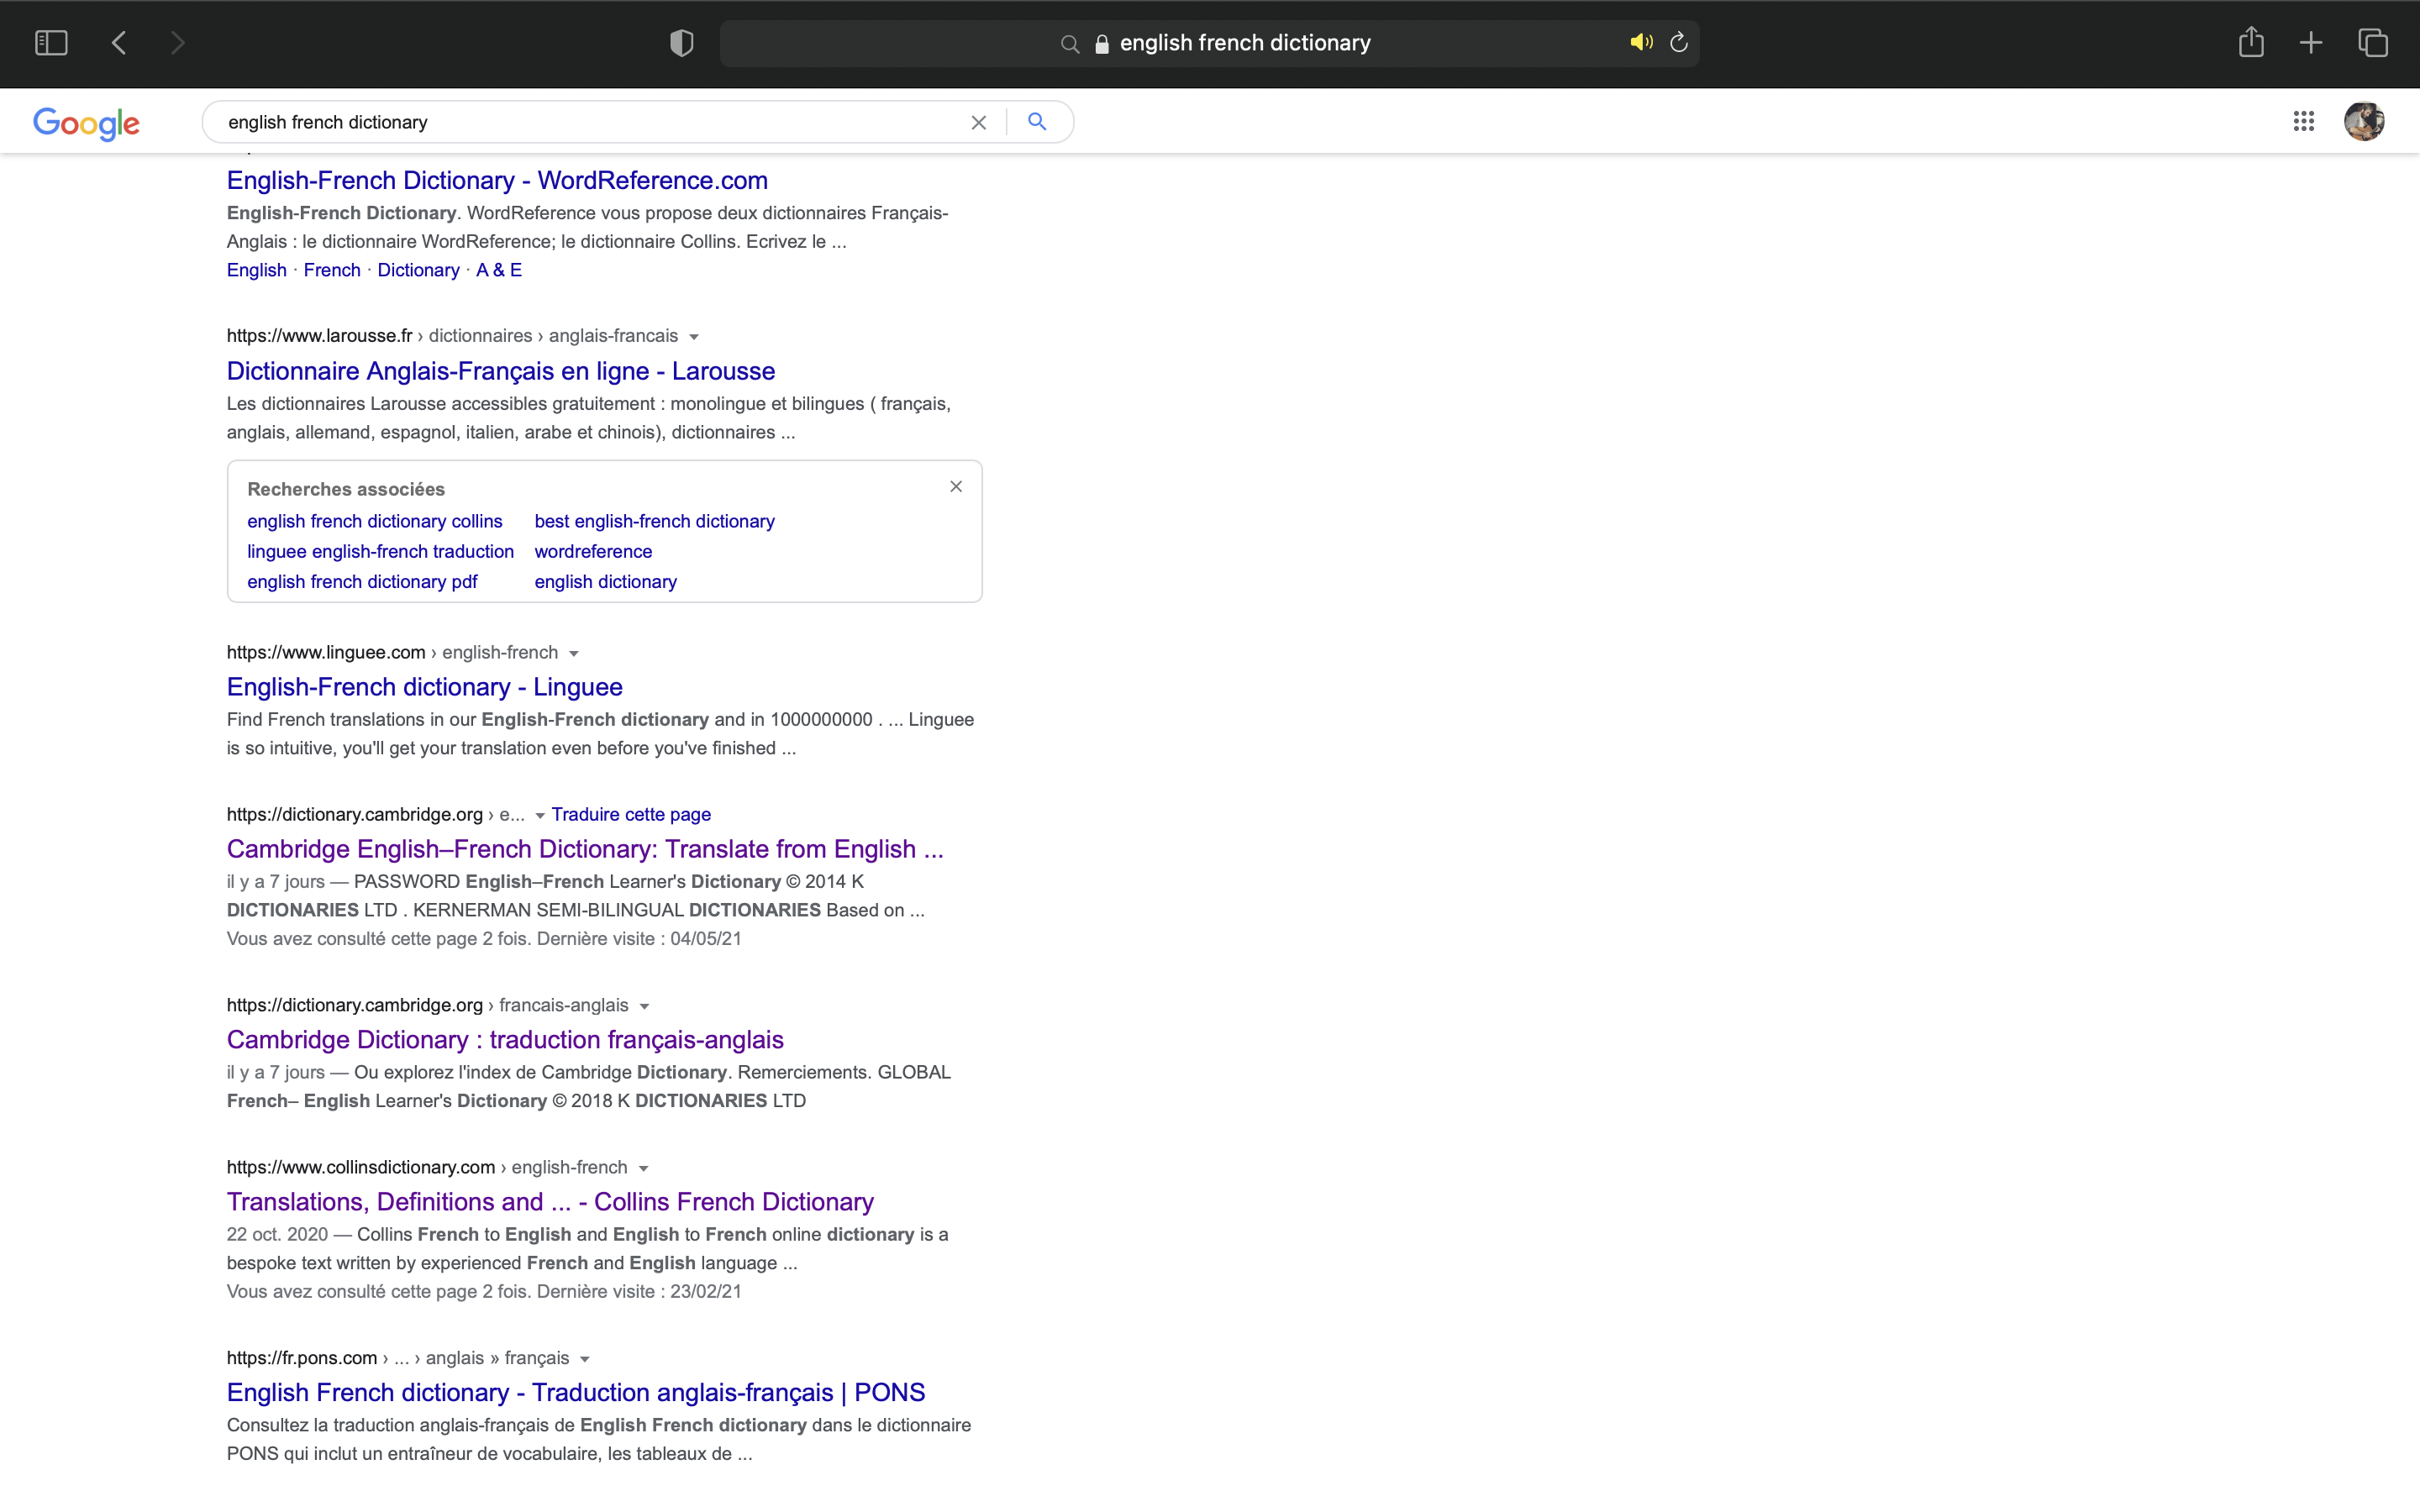 english french dictionary
Google
english french dictionary
English-French Dictionary - WordReference.com
English-French Dictionary. WordReference vous propose deux dictionnaires Français-
Anglais : le dictionnaire WordReference; le dictionnaire Collins. Ecrivez le ...
English · French · Dictionary · A & E
https://www.larousse.fr › dictionnaires › anglais-francais
Dictionnaire Anglais-Français en ligne - Larousse
Les dictionnaires Larousse accessibles gratuitement : monolingue et bilingues ( français,
anglais, allemand, espagnol, italien, arabe et chinois), dictionnaires ...
Recherches associées
english french dictionary collins best english-french dictionary
linguee english-french traduction wordreference
english french dictionary pdf english dictionary
https://www.linguee.com › english-french
English-French dictionary - Linguee
Find French translations in our English-French dictionary and in 1000000000 . ... Linguee
is so intuitive, you'll get your translation even before you've finished ...
https://dictionary.cambridge.org › e... Traduire cette page
Cambridge English–French Dictionary: Translate from English ...
il y a 7 jours — PASSWORD English–French Learner's Dictionary © 2014 K
DICTIONARIES LTD . KERNERMAN SEMI-BILINGUAL DICTIONARIES Based on ...
Vous avez consulté cette page 2 fois. Dernière visite : 04/05/21
https://dictionary.cambridge.org › francais-anglais
Cambridge Dictionary : traduction français-anglais
il y a 7 jours — Ou explorez l'index de Cambridge Dictionary. Remerciements. GLOBAL
French– English Learner's Dictionary © 2018 K DICTIONARIES LTD
https://www.collinsdictionary.com › english-french
Translations, Definitions and ... - Collins French Dictionary
22 oct. 2020 — Collins French to English and English to French online dictionary is a
bespoke text written by experienced French and English language ...
Vous avez consulté cette page 2 fois. Dernière visite : 23/02/21
https://fr.pons.com › ... › anglais » français
English French dictionary - Traduction anglais-français | PONS
Consultez la traduction anglais-français de English French dictionary dans le dictionnaire
PONS qui inclut un entraîneur de vocabulaire, les tableaux de ...